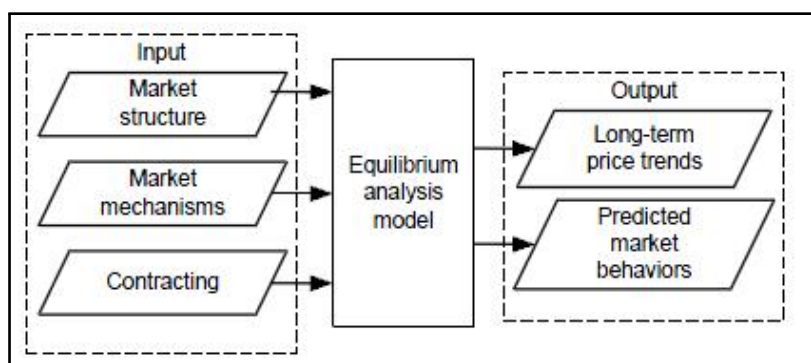 Input
Market
structure
Market
mechanisms
Contracting
Equilibrium
analysis
model
Output
Long-term
price trends
Predicted
market
behaviors